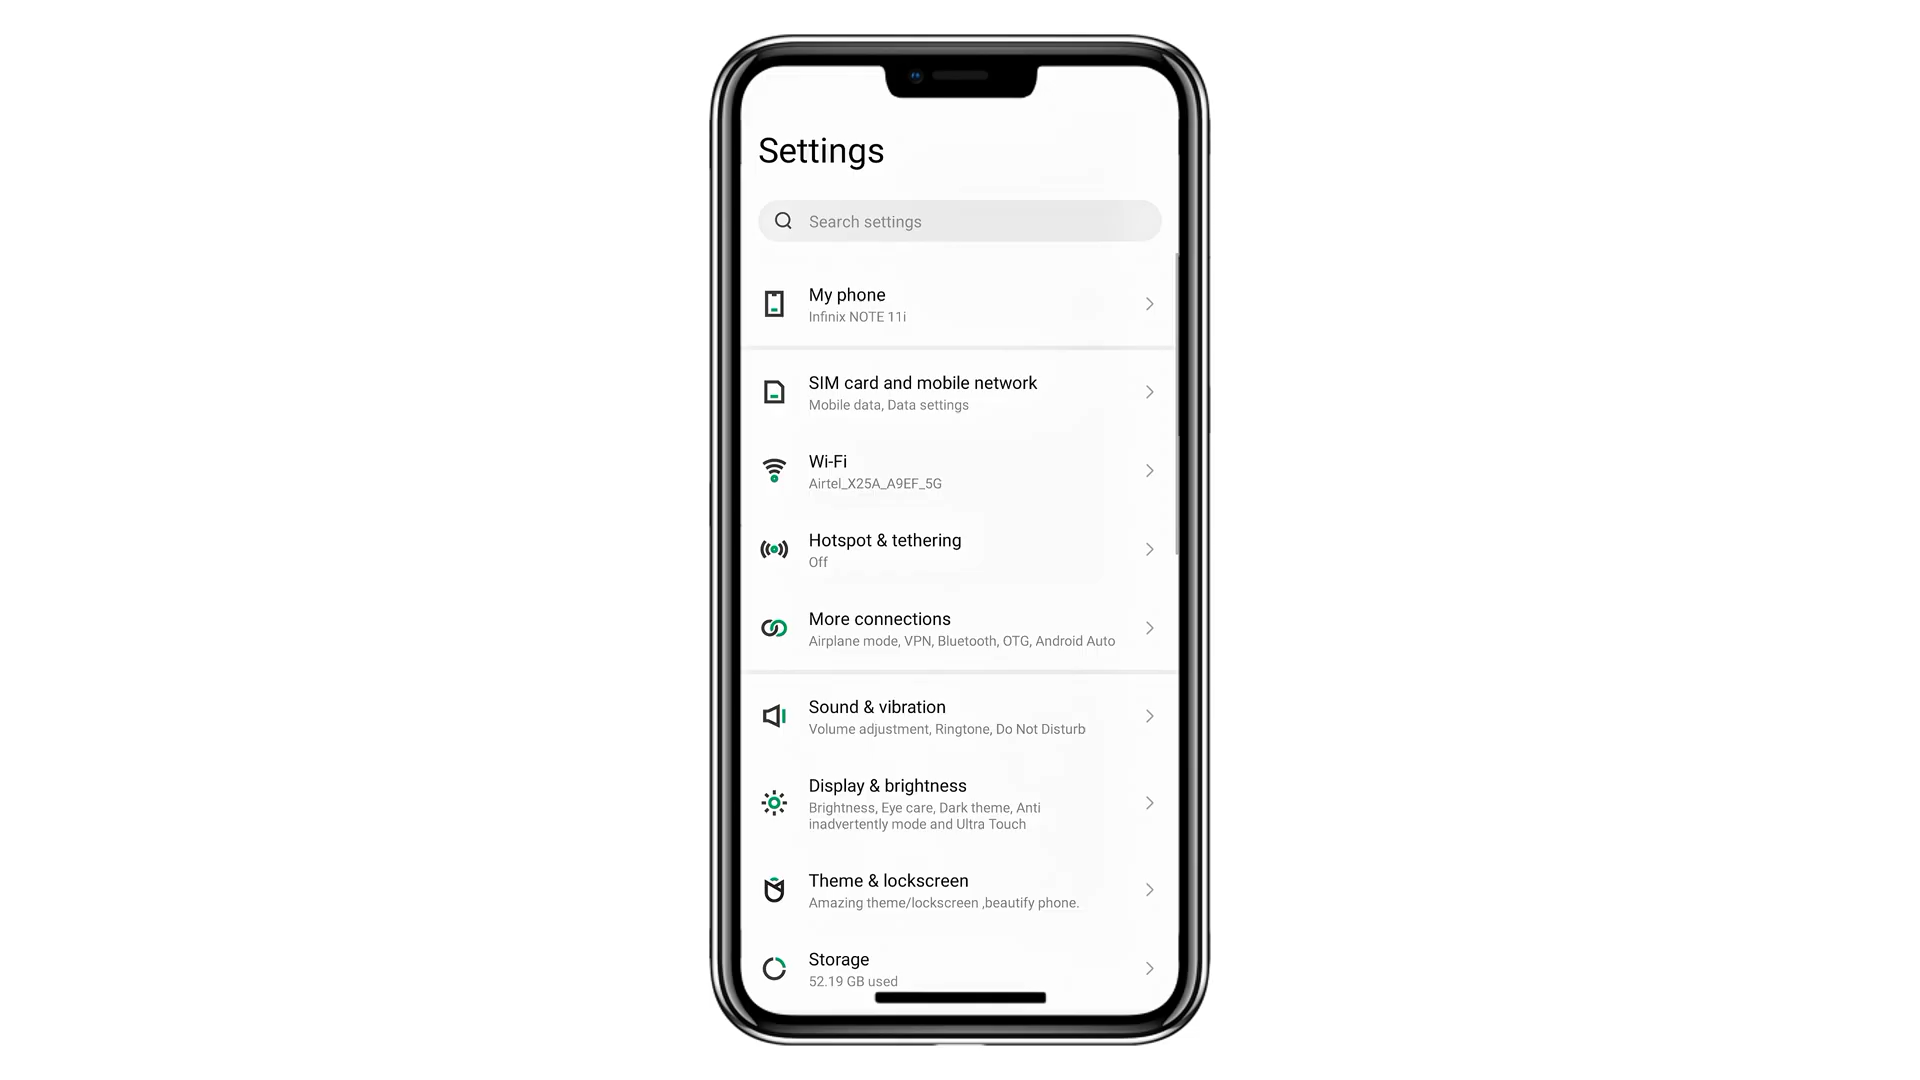 Settings
Search settings
My phone
Infinix NOTE 11i
SIM card and mobile network
Mobile data, Data settings
Wi-Fi
Airtel_X25A_A9EF_5G
Hotspot & tethering
Off
More connections
Airplane mode, VPN, Bluetooth, OTG, Android Auto
Sound & vibration
Volume adjustment, Ringtone, Do Not Disturb
Display & brightness
Brightness, Eye care, Dark theme, Anti
inadvertently mode and Ultra Touch
Theme & lockscreen
Amazing theme/lockscreen ,beautify phone.
Storage
52.19 GB used